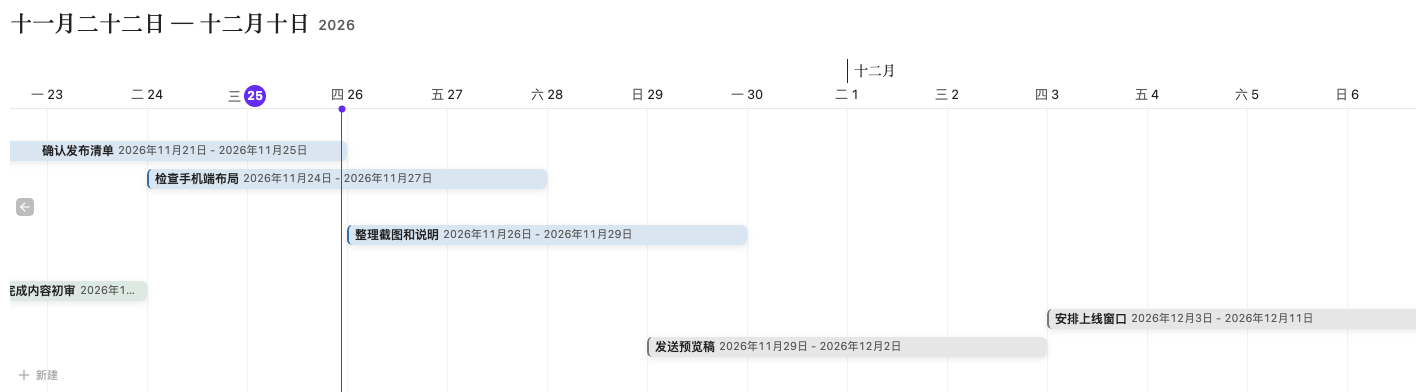 十一月二十二日 — 十二月十日 2026
十二月
一 23 二 24 三 25 四 26 五 27 六 28 日 29 一 30 二 1 三 2 四 3 五 4 六 5 日 6
确认发布清单 2026年11月21日 - 2026年11月25日
检查手机端布局 2026年11月24日 - 2026年11月27日
整理截图和说明 2026年11月26日 - 2026年11月29日
完成内容初审 2026年1...
安排上线窗口 2026年12月3日 - 2026年12月11日
发送预览稿 2026年11月29日 - 2026年12月2日
新建